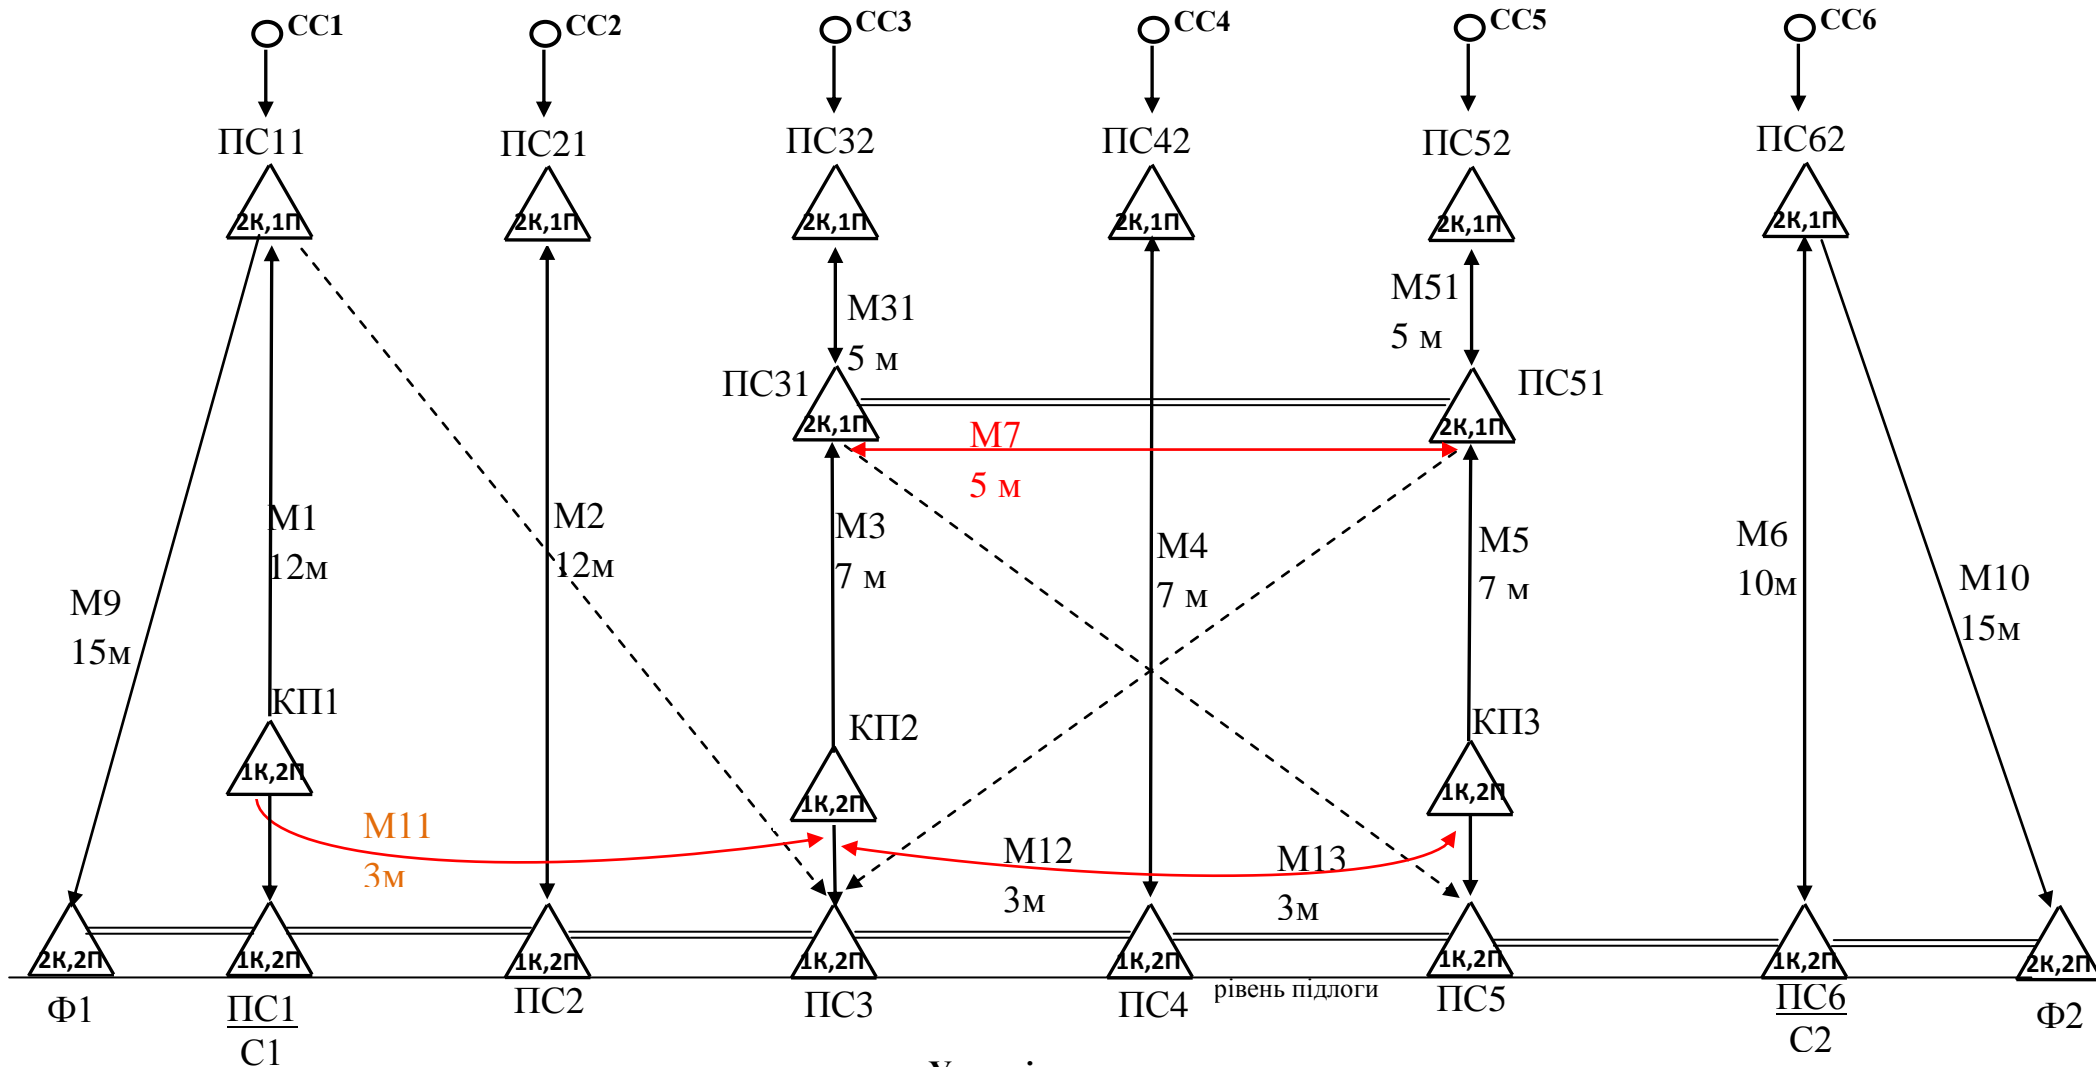 СС1
СС2
СС3
СС4
СС5
СС6
ПС11
ПС21
ПС32
ПС42
ПС52
ПС62
2К,1П
2К,1П
2К,1П
2К,1П
2К,1П
2К,1П
М31
5 м
М51
5 м
ПС31
ПС51
2К,1П
2К,1П
М7
5 м
М1
12м
М2
12м
М3
7 м
М4
7 м
М5
7 м
М6
10м
М9
15м
М10
15м
КП1
КП2
КП3
1К,2П
1К,2П
1К,2П
М11
3м
М12
3м
М13
3м
2К,2П
1К,2П
1К,2П
1К,2П
1К,2П
1К,2П
1К,2П
2К,2П
рівень підлоги
Ф1
ПС1
С1
ПС2
ПС3
ПС4
ПС5
ПС6
С2
Ф2